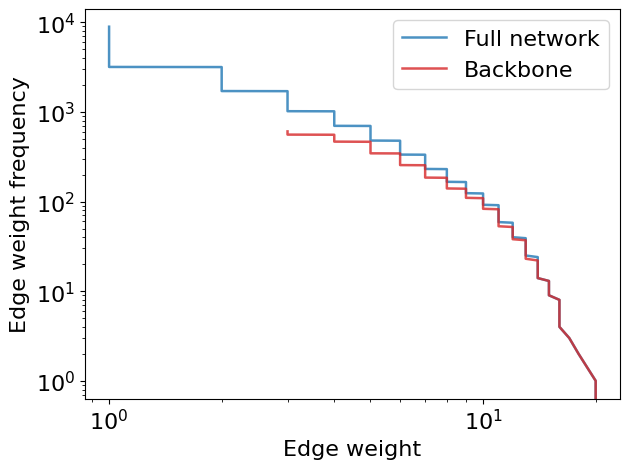 10⁴
10³
10²
10¹
10⁰
Edge weight frequency
Full network
Backbone
10⁰
10¹
Edge weight